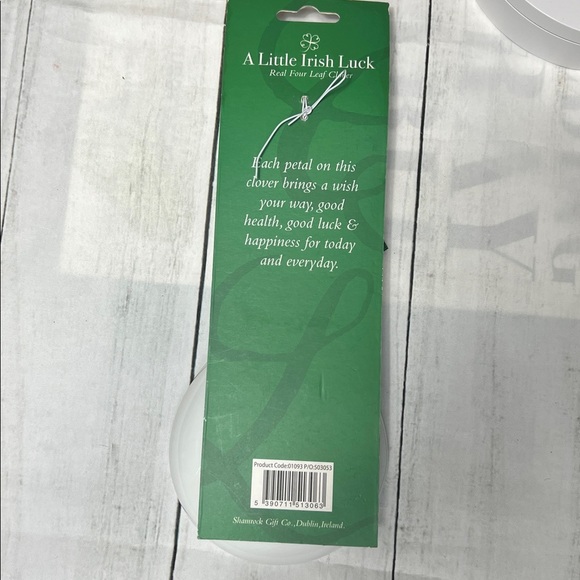 A Little Irish Luck
Real Four Leaf Clover
Each petal on this
clover brings a wish
your way, good
health, good luck &
happiness for today
and everyday.
Product Code:01093 P/O:503053
5 390711 513063
Shamrock Gift Co.,Dublin,Ireland.